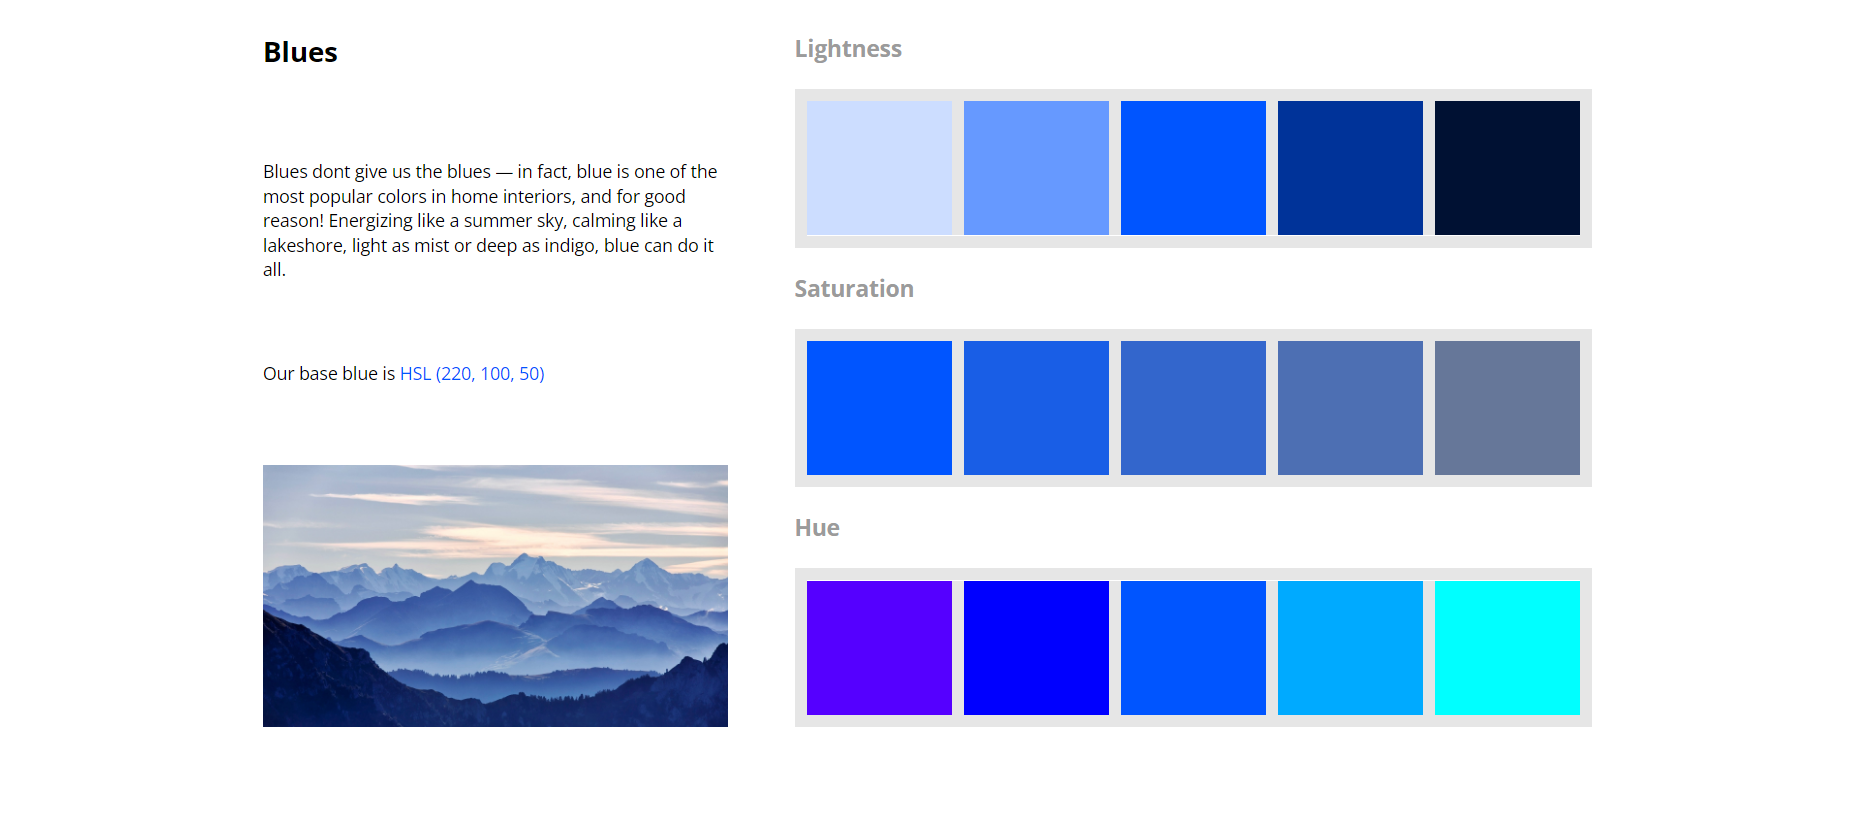 Blues
Blues dont give us the blues — in fact, blue is one of the
most popular colors in home interiors, and for good
reason! Energizing like a summer sky, calming like a
lakeshore, light as mist or deep as indigo, blue can do it
all.
Our base blue is HSL (220, 100, 50)
Lightness
Saturation
Hue